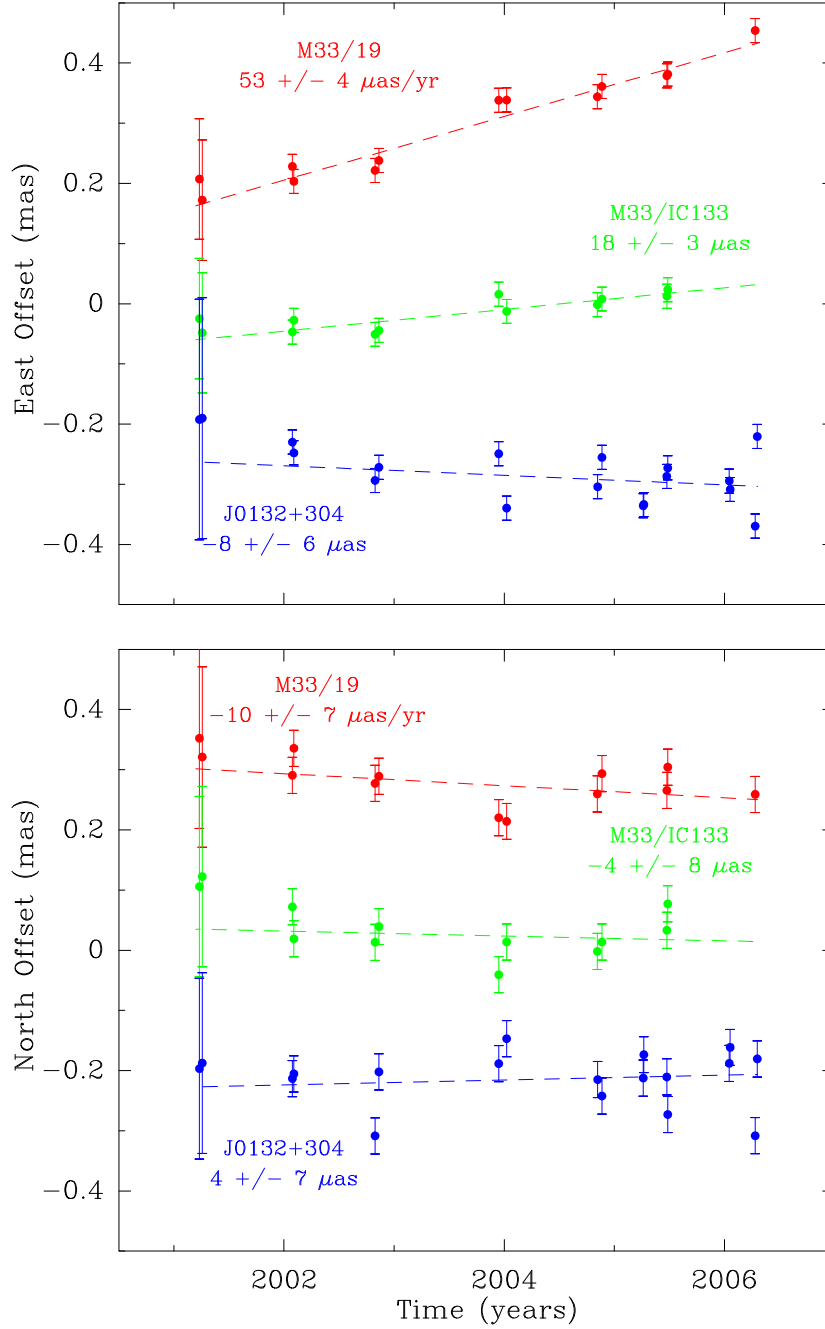 0.4
0.2
0
−0.2
−0.4
East Offset (mas)
M33/19
53 +/− 4 μas/yr
M33/IC133
18 +/− 3 μas
J0132+304
−8 +/− 6 μas
0.4
0.2
0
−0.2
−0.4
North Offset (mas)
M33/19
−10 +/− 7 μas/yr
M33/IC133
−4 +/− 8 μas
J0132+304
4 +/− 7 μas
2002
2004
2006
Time (years)